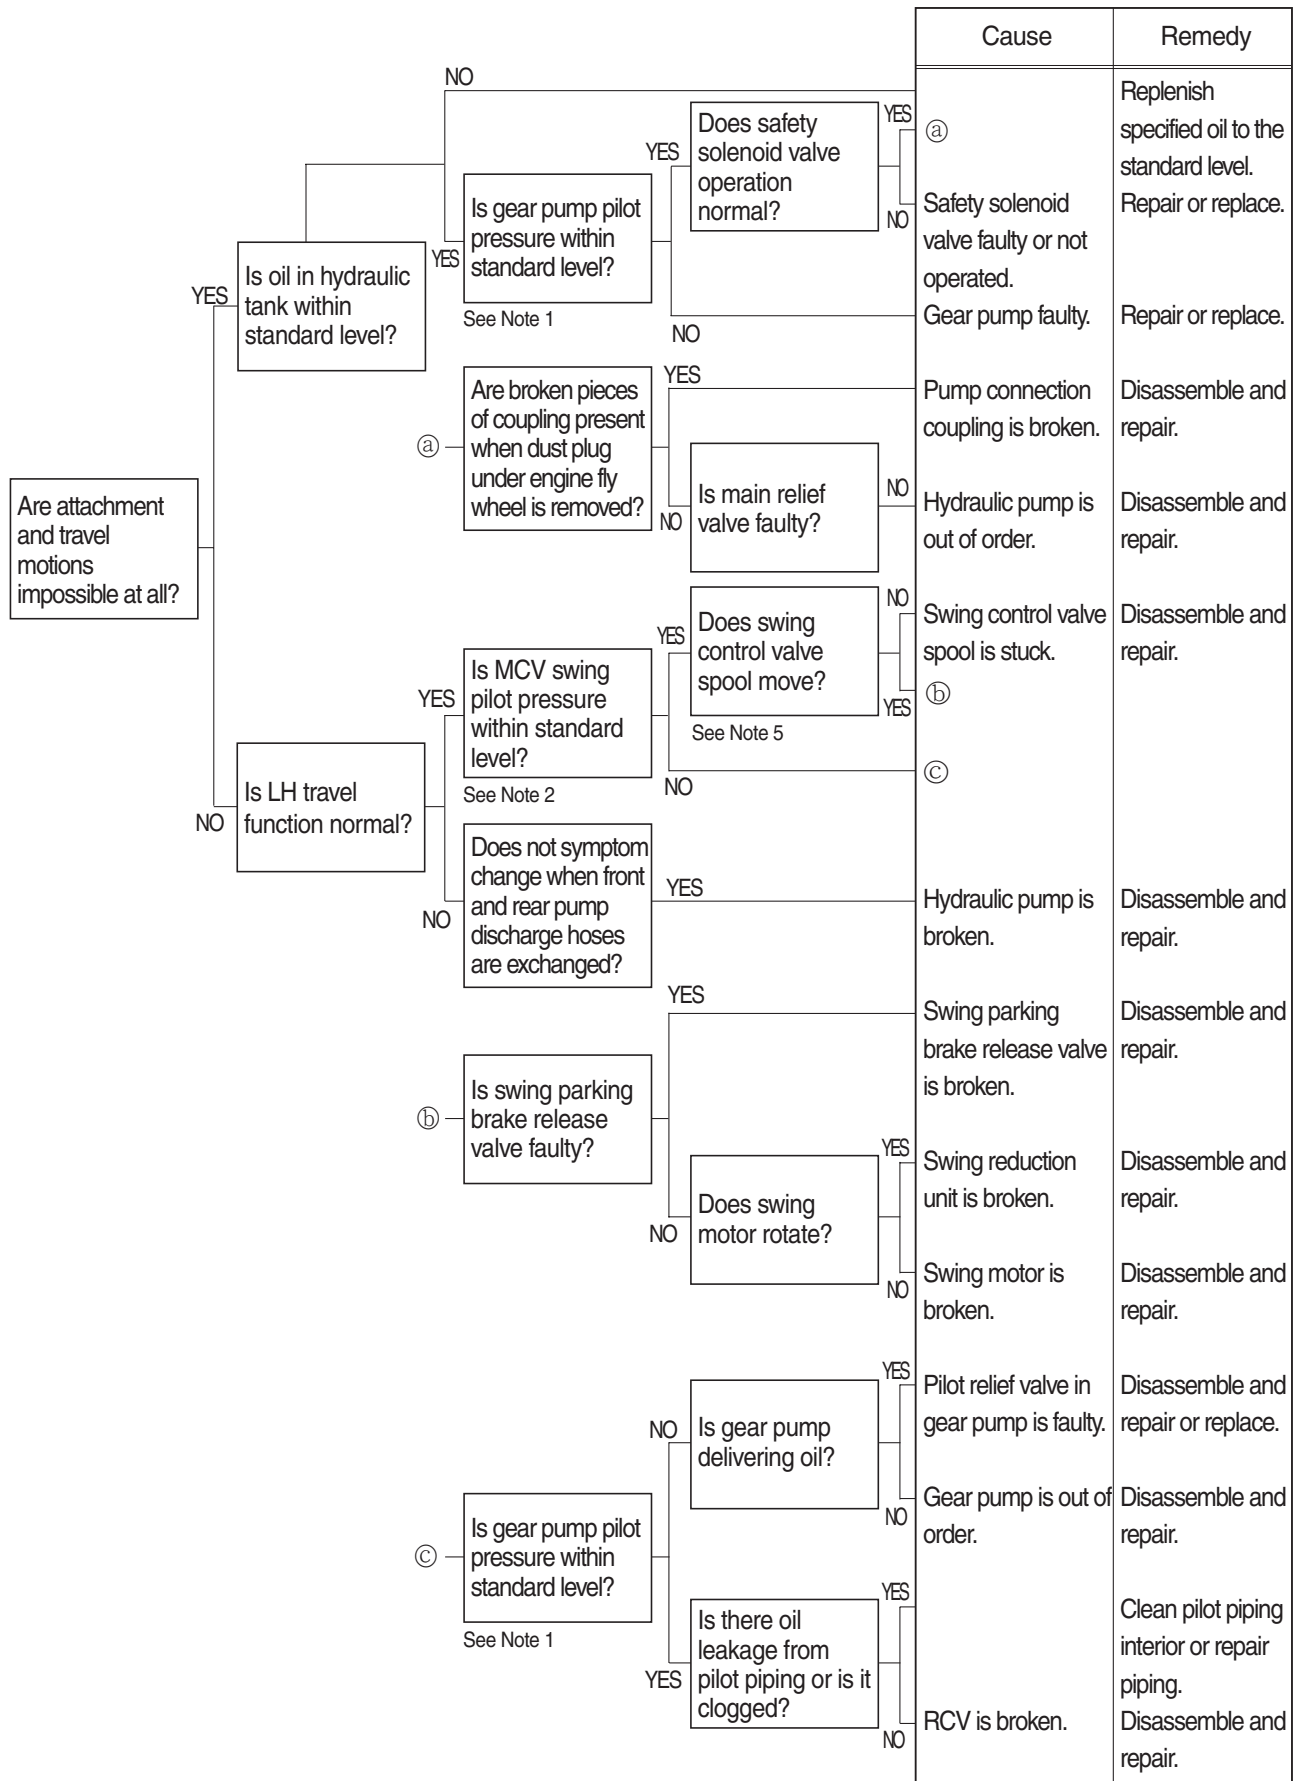 Cause
Remedy
NO
Replenish
specified oil to the
standard level.
YES
Does safety
solenoid valve
operation
normal?
YES
ⓐ
NO
Safety solenoid
valve faulty or not
operated.
Repair or replace.
Is gear pump pilot
pressure within
standard level?
YES
See Note 1
NO
Gear pump faulty.
Repair or replace.
YES
Is oil in hydraulic
tank within
standard level?
ⓐ
Are broken pieces
of coupling present
when dust plug
under engine fly
wheel is removed?
YES
Pump connection
coupling is broken.
Disassemble and
repair.
NO
Is main relief
valve faulty?
NO
Hydraulic pump is
out of order.
Disassemble and
repair.
Are attachment
and travel
motions
impossible at all?
YES
Does swing
control valve
spool move?
See Note 5
NO
Swing control valve
spool is stuck.
Disassemble and
repair.
YES
ⓑ
YES
Is MCV swing
pilot pressure
within standard
level?
See Note 2
NO
ⓒ
NO
Is LH travel
function normal?
NO
Does not symptom
change when front
and rear pump
discharge hoses
are exchanged?
YES
Hydraulic pump is
broken.
Disassemble and
repair.
ⓑ
Is swing parking
brake release
valve faulty?
YES
Swing parking
brake release valve
is broken.
Disassemble and
repair.
NO
Does swing
motor rotate?
YES
Swing reduction
unit is broken.
Disassemble and
repair.
NO
Swing motor is
broken.
Disassemble and
repair.
NO
Is gear pump
delivering oil?
YES
Pilot relief valve in
gear pump is faulty.
Disassemble and
repair or replace.
NO
Gear pump is out of
order.
Disassemble and
repair.
ⓒ
Is gear pump pilot
pressure within
standard level?
See Note 1
YES
Is there oil
leakage from
pilot piping or is it
clogged?
YES
Clean pilot piping
interior or repair
piping.
NO
RCV is broken.
Disassemble and
repair.